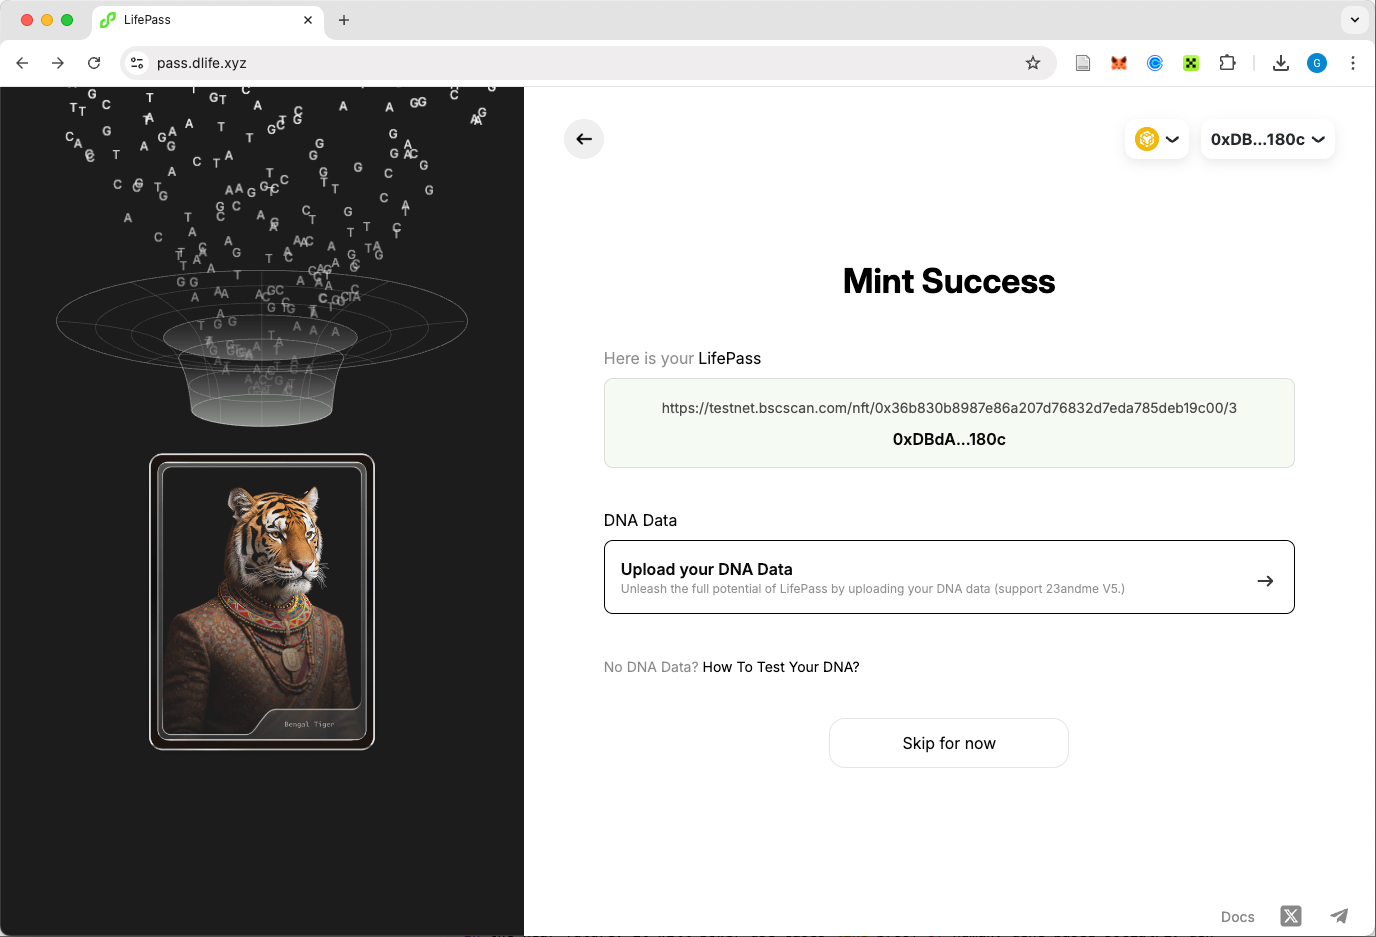 LifePass
pass.dlife.xyz
G
0xDB...180c
Mint Success
Here is your LifePass
https://testnet.bscscan.com/nft/0x36b830b8987e86a207d76832d7eda785deb19c00/3
0xDBdA...180c
DNA Data
Upload your DNA Data
Unleash the full potential of LifePass by uploading your DNA data (support 23andme V5.)
No DNA Data? How To Test Your DNA?
Skip for now
Bengal Tiger
Docs